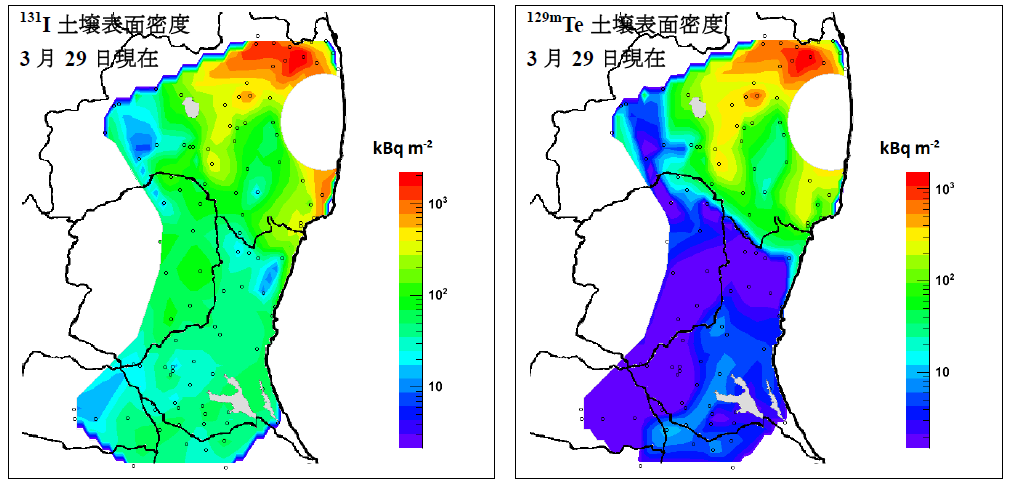 ¹³¹I 土壌表面密度
3 月 29 日現在
kBq m⁻²
10³
10²
10
¹²⁹ᵐTe 土壌表面密度
3 月 29 日現在
kBq m⁻²
10³
10²
10